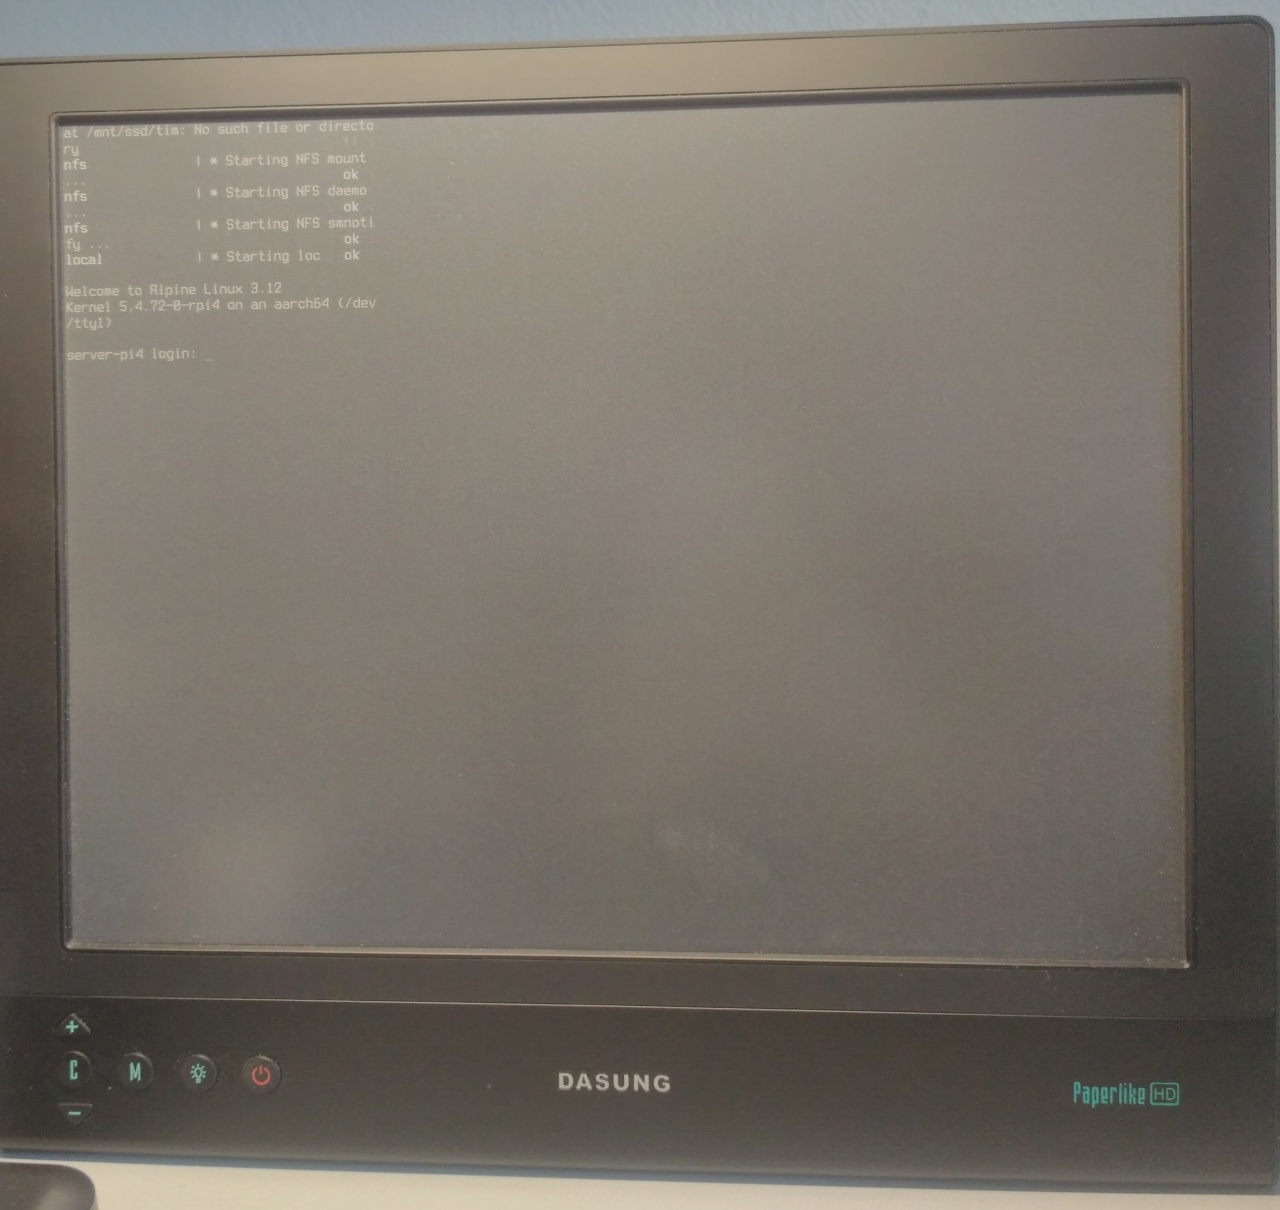 at /mnt/ssd/tim: No such file or directo
ry
nfs | * Starting NFS mount
... ok
nfs | * Starting NFS daemo
... ok
nfs | * Starting NFS smnoti
fy ... ok
local | * Starting loc ok
Welcome to Alpine Linux 3.12
Kernel 5.4.72-0-rpi4 on an aarch64 (/dev
/tty1)
server-pi4 login: _
+
C M
-
DASUNG
Paperlike HD